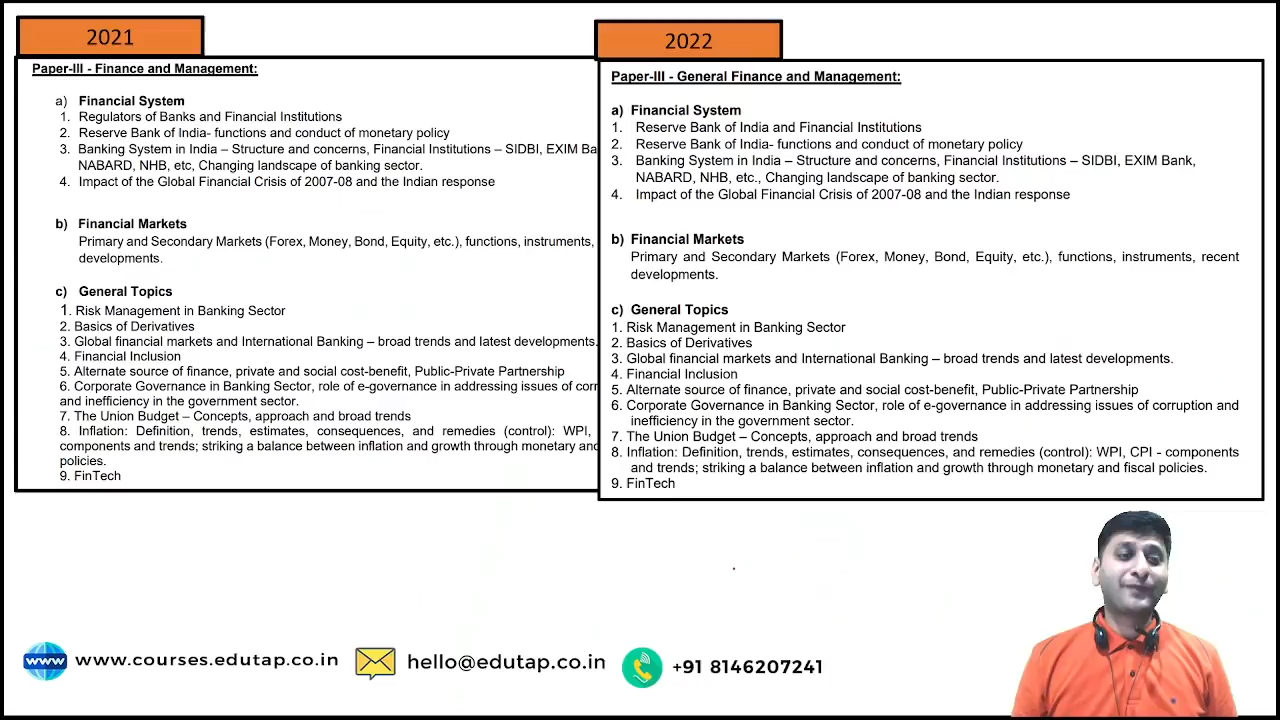 2021
Paper-III - Finance and Management:
a) Financial System
1. Regulators of Banks and Financial Institutions
2. Reserve Bank of India- functions and conduct of monetary policy
3. Banking System in India – Structure and concerns, Financial Institutions – SIDBI, EXIM Ba
NABARD, NHB, etc, Changing landscape of banking sector.
4. Impact of the Global Financial Crisis of 2007-08 and the Indian response
b) Financial Markets
Primary and Secondary Markets (Forex, Money, Bond, Equity, etc.), functions, instruments,
developments.
c) General Topics
1. Risk Management in Banking Sector
2. Basics of Derivatives
3. Global financial markets and International Banking – broad trends and latest developments.
4. Financial Inclusion
5. Alternate source of finance, private and social cost-benefit, Public-Private Partnership
6. Corporate Governance in Banking Sector, role of e-governance in addressing issues of corr
and inefficiency in the government sector.
7. The Union Budget – Concepts, approach and broad trends
8. Inflation: Definition, trends, estimates, consequences, and remedies (control): WPI,
components and trends; striking a balance between inflation and growth through monetary and
policies.
9. FinTech
2022
Paper-III - General Finance and Management:
a) Financial System
1. Reserve Bank of India and Financial Institutions
2. Reserve Bank of India- functions and conduct of monetary policy
3. Banking System in India – Structure and concerns, Financial Institutions – SIDBI, EXIM Bank,
NABARD, NHB, etc., Changing landscape of banking sector.
4. Impact of the Global Financial Crisis of 2007-08 and the Indian response
b) Financial Markets
Primary and Secondary Markets (Forex, Money, Bond, Equity, etc.), functions, instruments, recent
developments.
c) General Topics
1. Risk Management in Banking Sector
2. Basics of Derivatives
3. Global financial markets and International Banking – broad trends and latest developments.
4. Financial Inclusion
5. Alternate source of finance, private and social cost-benefit, Public-Private Partnership
6. Corporate Governance in Banking Sector, role of e-governance in addressing issues of corruption and
inefficiency in the government sector.
7. The Union Budget – Concepts, approach and broad trends
8. Inflation: Definition, trends, estimates, consequences, and remedies (control): WPI, CPI - components
and trends; striking a balance between inflation and growth through monetary and fiscal policies.
9. FinTech
www www.courses.edutap.co.in hello@edutap.co.in +91 8146207241